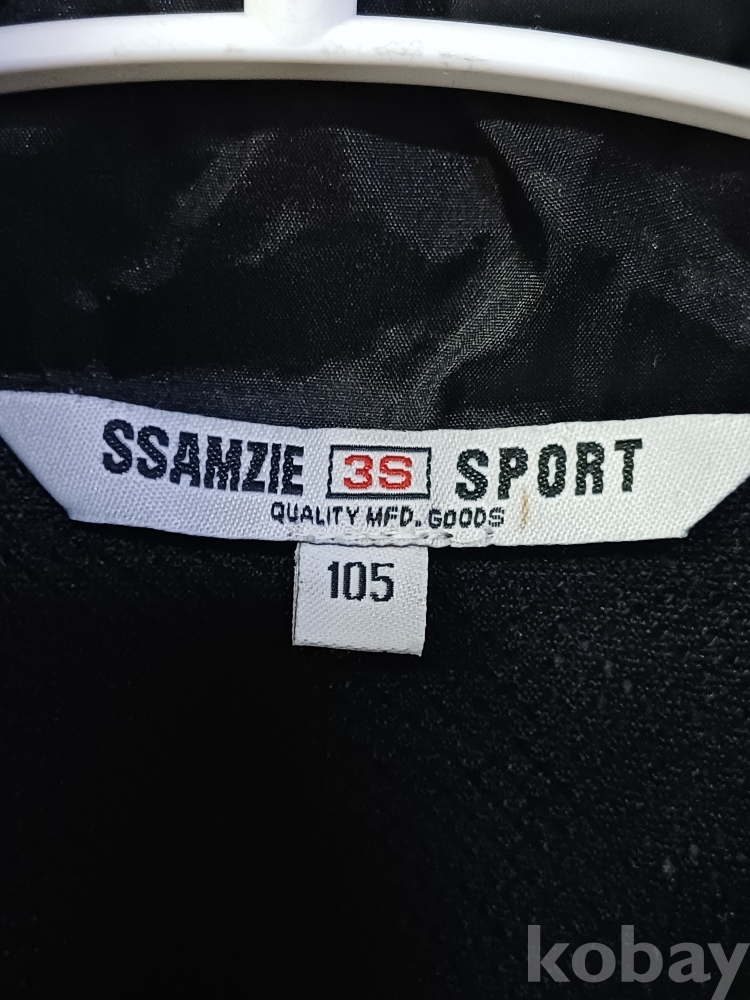 SSAMZIE 3S SPORT
QUALITY MFD. GOODS
105
kobay